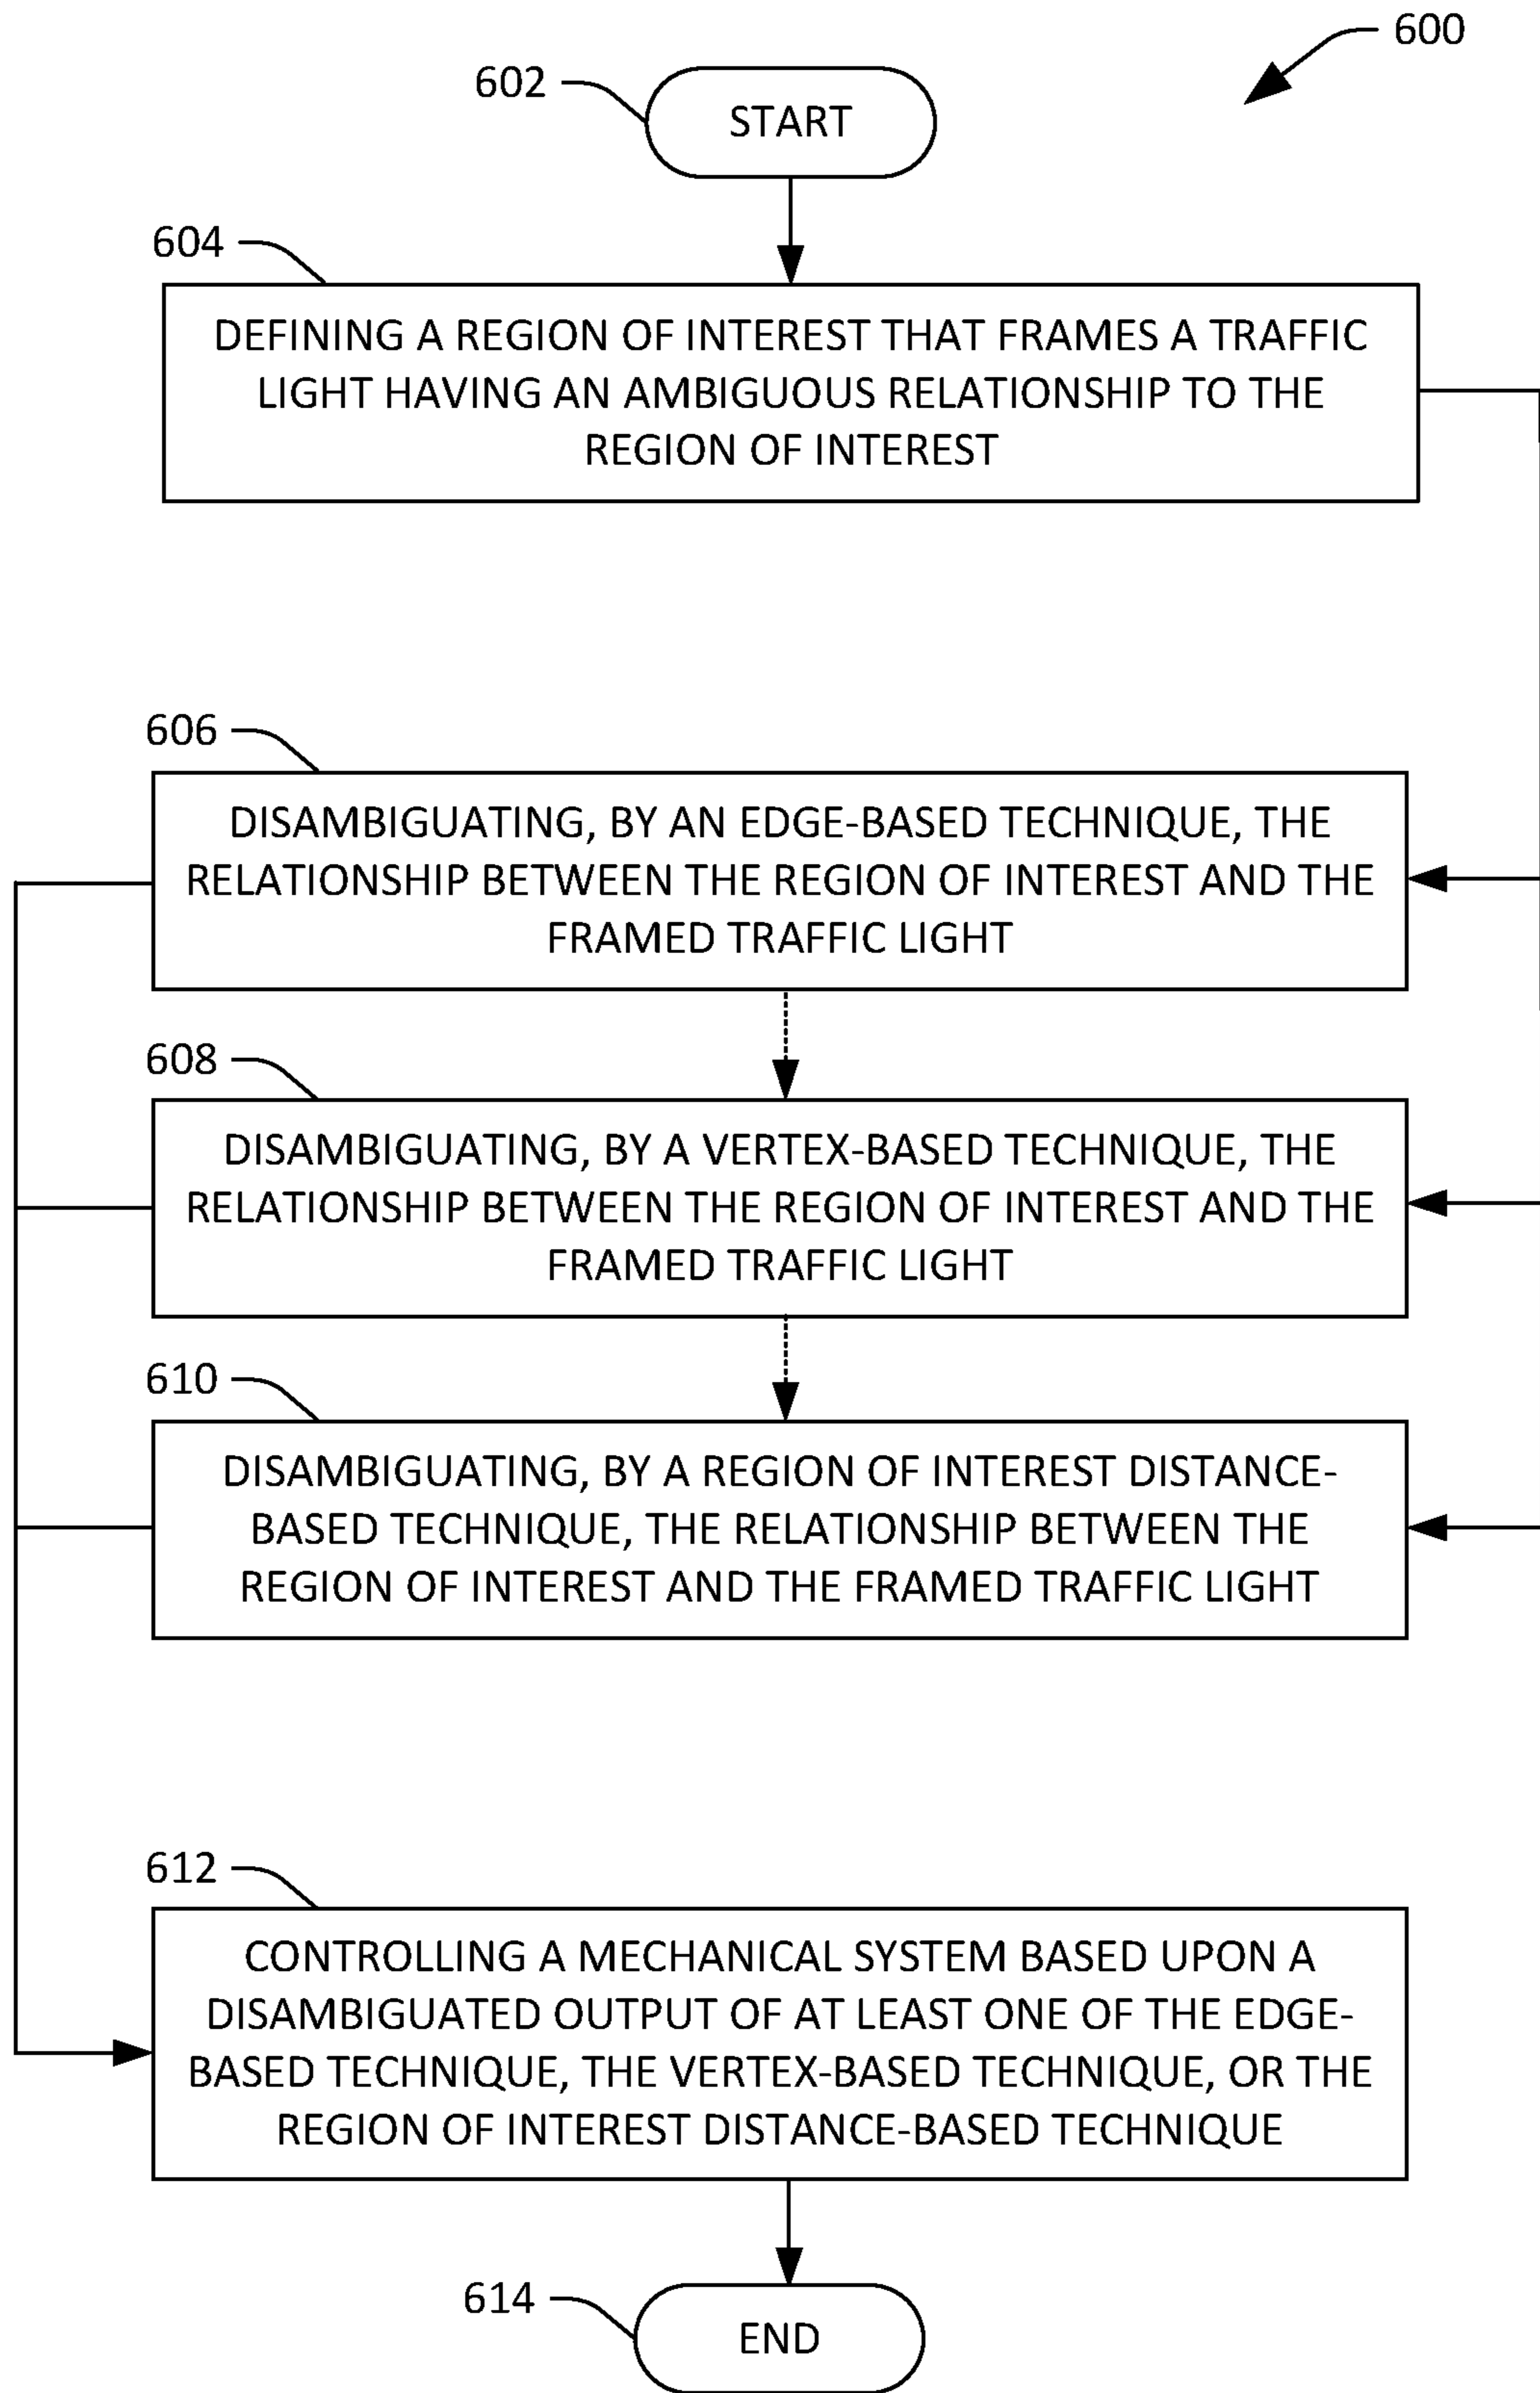 600
602
START
604
DEFINING A REGION OF INTEREST THAT FRAMES A TRAFFIC
LIGHT HAVING AN AMBIGUOUS RELATIONSHIP TO THE
REGION OF INTEREST
606
DISAMBIGUATING, BY AN EDGE-BASED TECHNIQUE, THE
RELATIONSHIP BETWEEN THE REGION OF INTEREST AND THE
FRAMED TRAFFIC LIGHT
608
DISAMBIGUATING, BY A VERTEX-BASED TECHNIQUE, THE
RELATIONSHIP BETWEEN THE REGION OF INTEREST AND THE
FRAMED TRAFFIC LIGHT
610
DISAMBIGUATING, BY A REGION OF INTEREST DISTANCE-
BASED TECHNIQUE, THE RELATIONSHIP BETWEEN THE
REGION OF INTEREST AND THE FRAMED TRAFFIC LIGHT
612
CONTROLLING A MECHANICAL SYSTEM BASED UPON A
DISAMBIGUATED OUTPUT OF AT LEAST ONE OF THE EDGE-
BASED TECHNIQUE, THE VERTEX-BASED TECHNIQUE, OR THE
REGION OF INTEREST DISTANCE-BASED TECHNIQUE
614
END